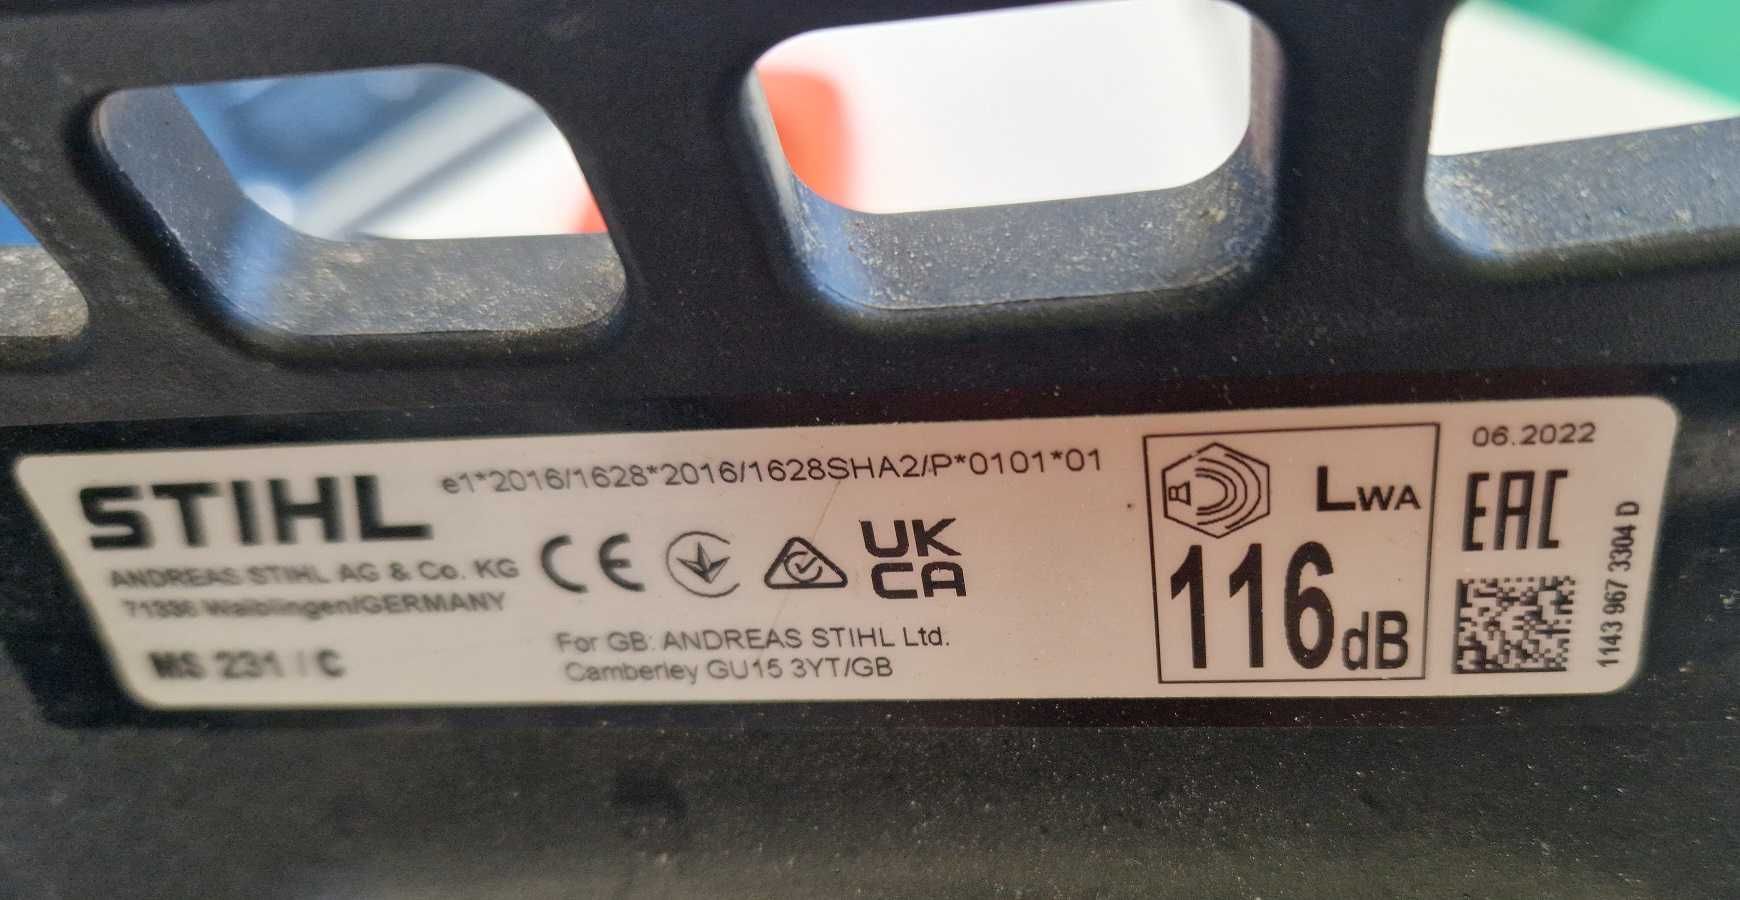 STIHL
e1*2016/1628*2016/1628SHA2/P*0101*01
ANDREAS STIHL AG & Co. KG
71336 Waiblingen/GERMANY
MS 231 / C
CE
UK
CA
For GB: ANDREAS STIHL Ltd.
Camberley GU15 3YT/GB
LWA
116dB
06.2022
EAC
1143 967 3304 D